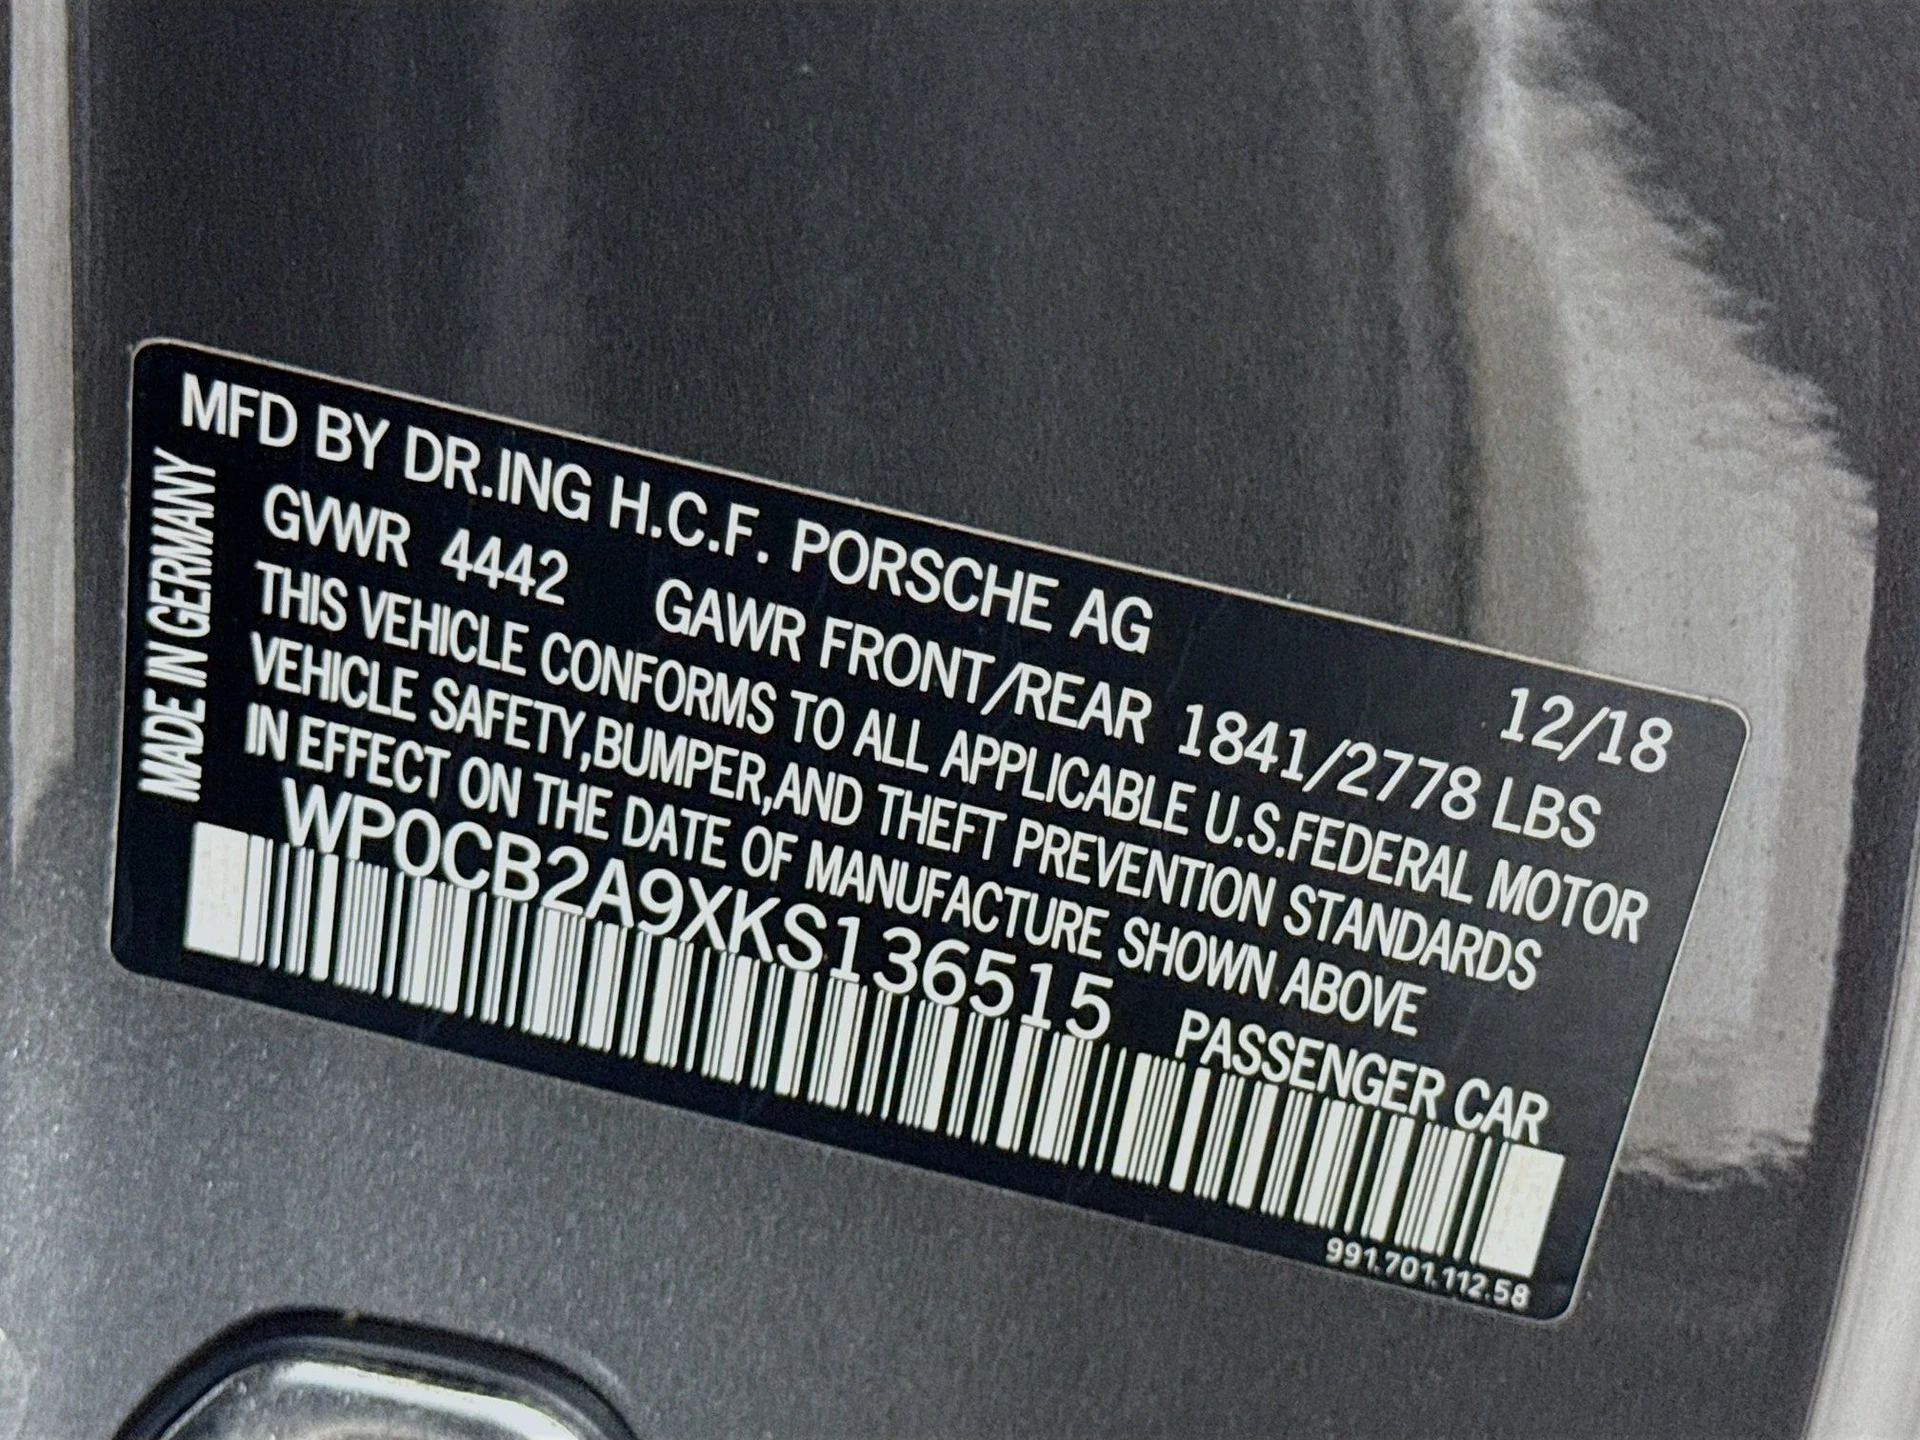 MFD BY DR.ING H.C.F. PORSCHE AG 12/18
GVWR 4442 GAWR FRONT/REAR 1841/2778 LBS
THIS VEHICLE CONFORMS TO ALL APPLICABLE U.S.FEDERAL MOTOR
VEHICLE SAFETY,BUMPER,AND THEFT PREVENTION STANDARDS
IN EFFECT ON THE DATE OF MANUFACTURE SHOWN ABOVE
WP0CB2A9XKS136515 PASSENGER CAR
991.701.112.58
MADE IN GERMANY